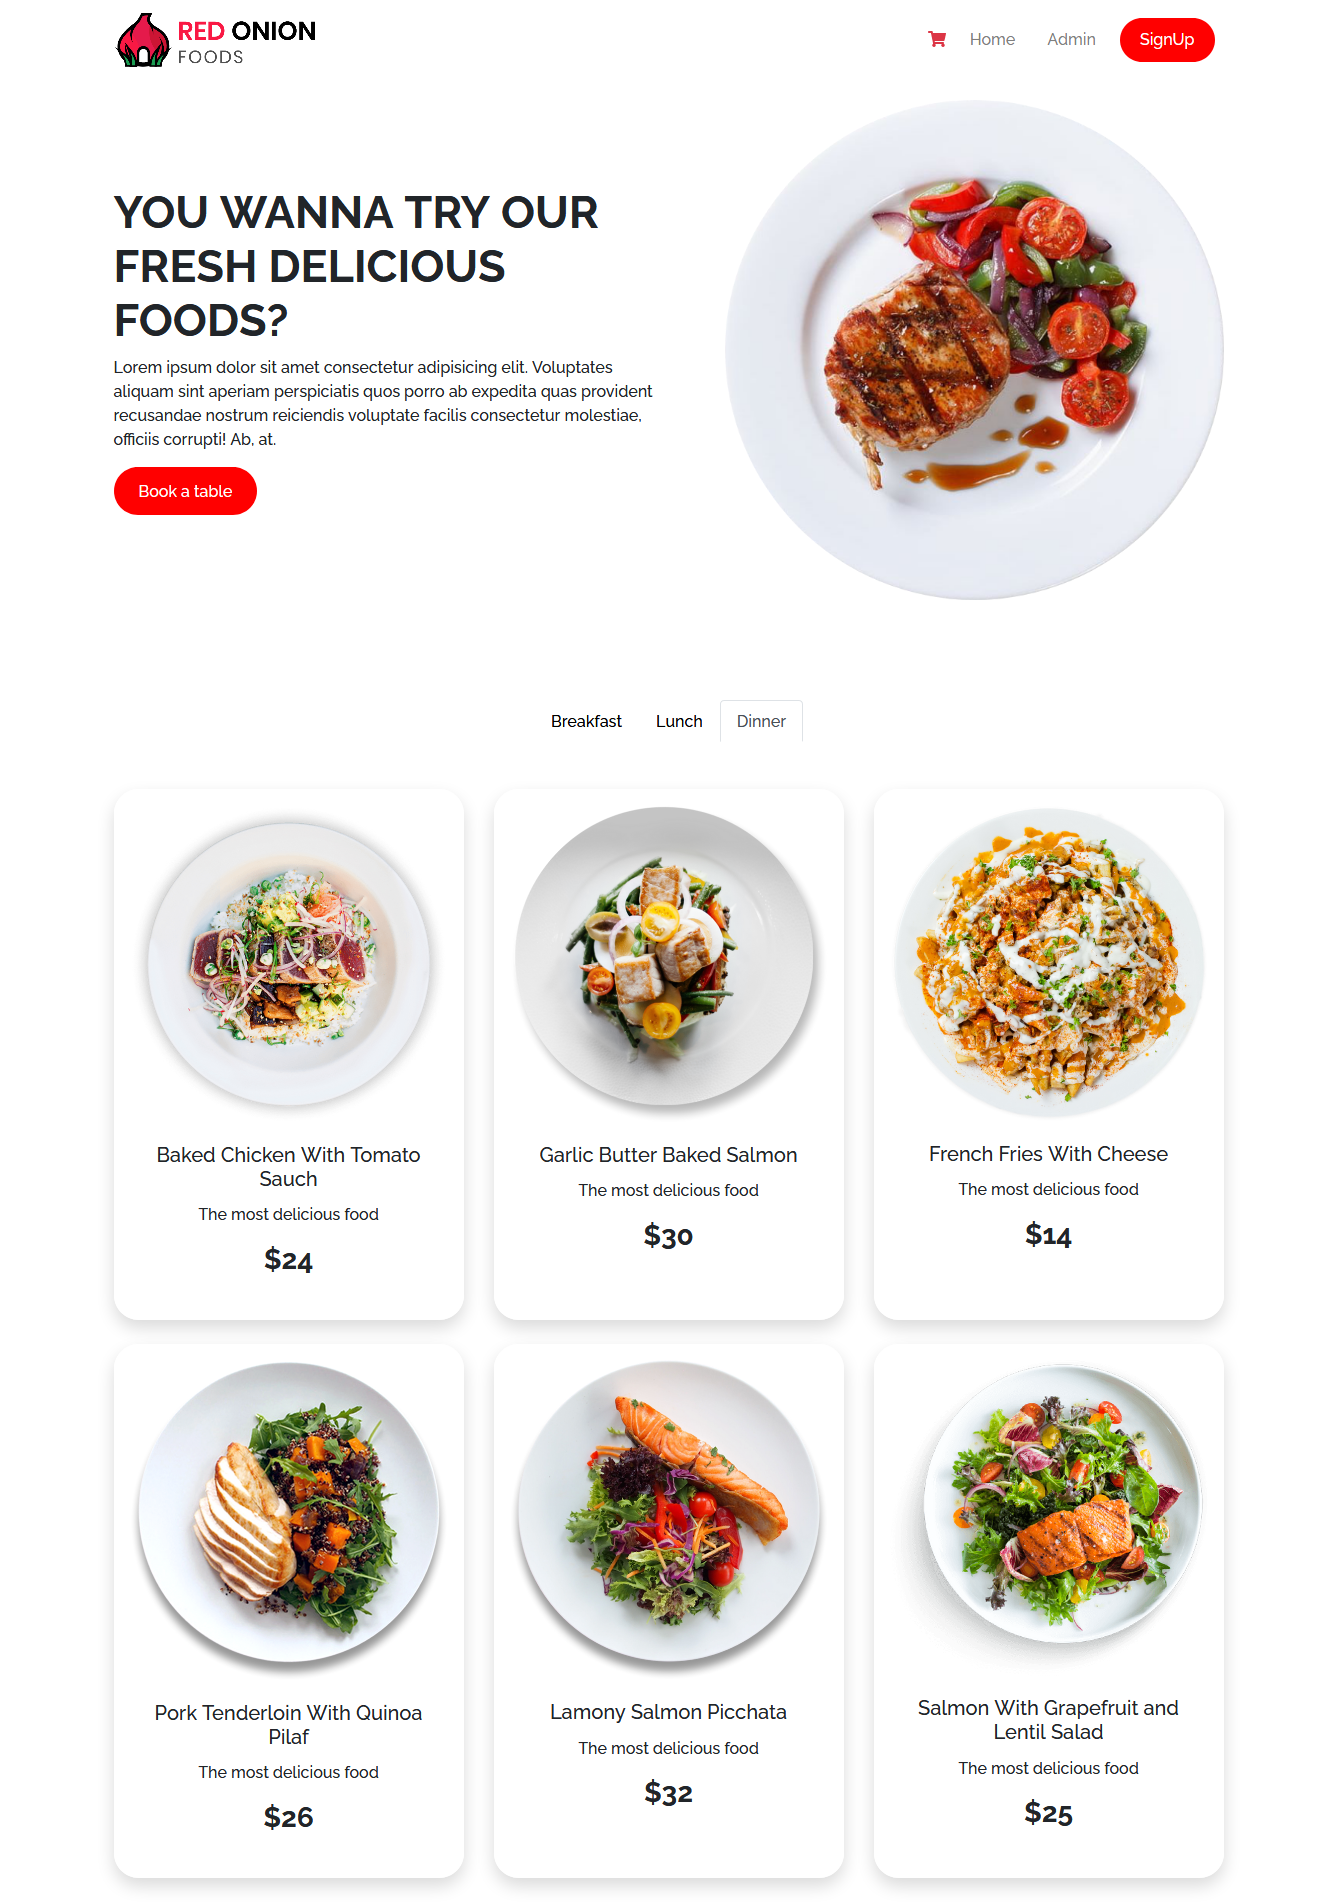 RED ONION
FOODS
Home
Admin
SignUp
YOU WANNA TRY OUR
FRESH DELICIOUS
FOODS?
Lorem ipsum dolor sit amet consectetur adipisicing elit. Voluptates
aliquam sint aperiam perspiciatis quos porro ab expedita quas provident
recusandae nostrum reiciendis voluptate facilis consectetur molestiae,
officiis corrupti! Ab, at.
Book a table
Breakfast
Lunch
Dinner
Baked Chicken With Tomato
Sauch
The most delicious food
$24
Garlic Butter Baked Salmon
The most delicious food
$30
French Fries With Cheese
The most delicious food
$14
Pork Tenderloin With Quinoa
Pilaf
The most delicious food
$26
Lamony Salmon Picchata
The most delicious food
$32
Salmon With Grapefruit and
Lentil Salad
The most delicious food
$25